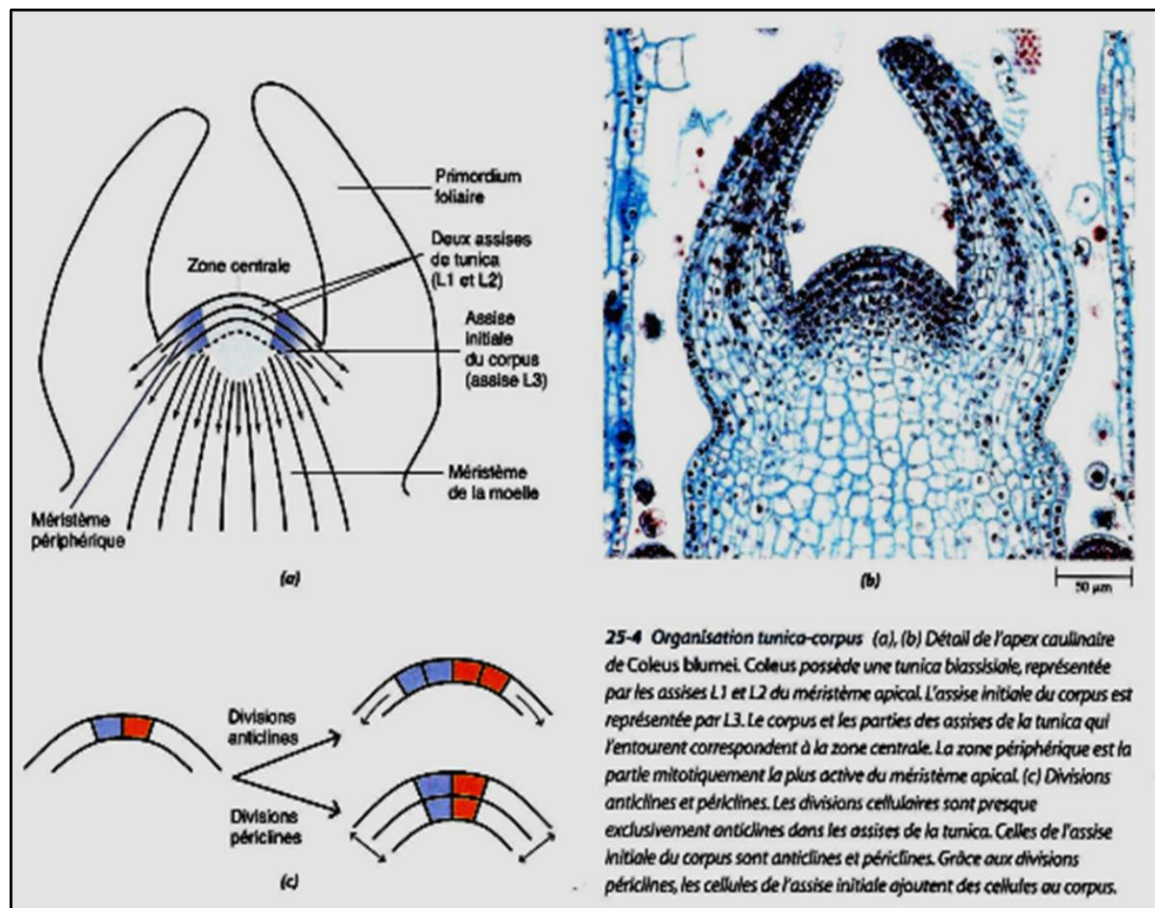 Primordium
foliaire
Deux assises
de tunica
(L1 et L2)
Zone centrale
Assise
initiale
du corpus
(assise L3)
Méristème
de la moelle
Méristème
périphérique
(a)
(b)
50 µm
Divisions
anticlines
Divisions
périclines
(c)
25-4 Organisation tunica-corpus (a), (b) Détail de l'apex caulinaire
de Coleus blumei. Coleus possède une tunica biassisiale, représentée
par les assises L1 et L2 du méristème apical. L'assise initiale du corpus est
représentée par L3. Le corpus et les parties des assises de la tunica qui
l'entourent correspondent à la zone centrale. La zone périphérique est la
partie mitotiquement la plus active du méristème apical. (c) Divisions
anticlines et périclines. Les divisions cellulaires sont presque
exclusivement anticlines dans les assises de la tunica. Celles de l'assise
initiale du corpus sont anticlines et périclines. Grâce aux divisions
périclines, les cellules de l'assise initiale ajoutent des cellules au corpus.